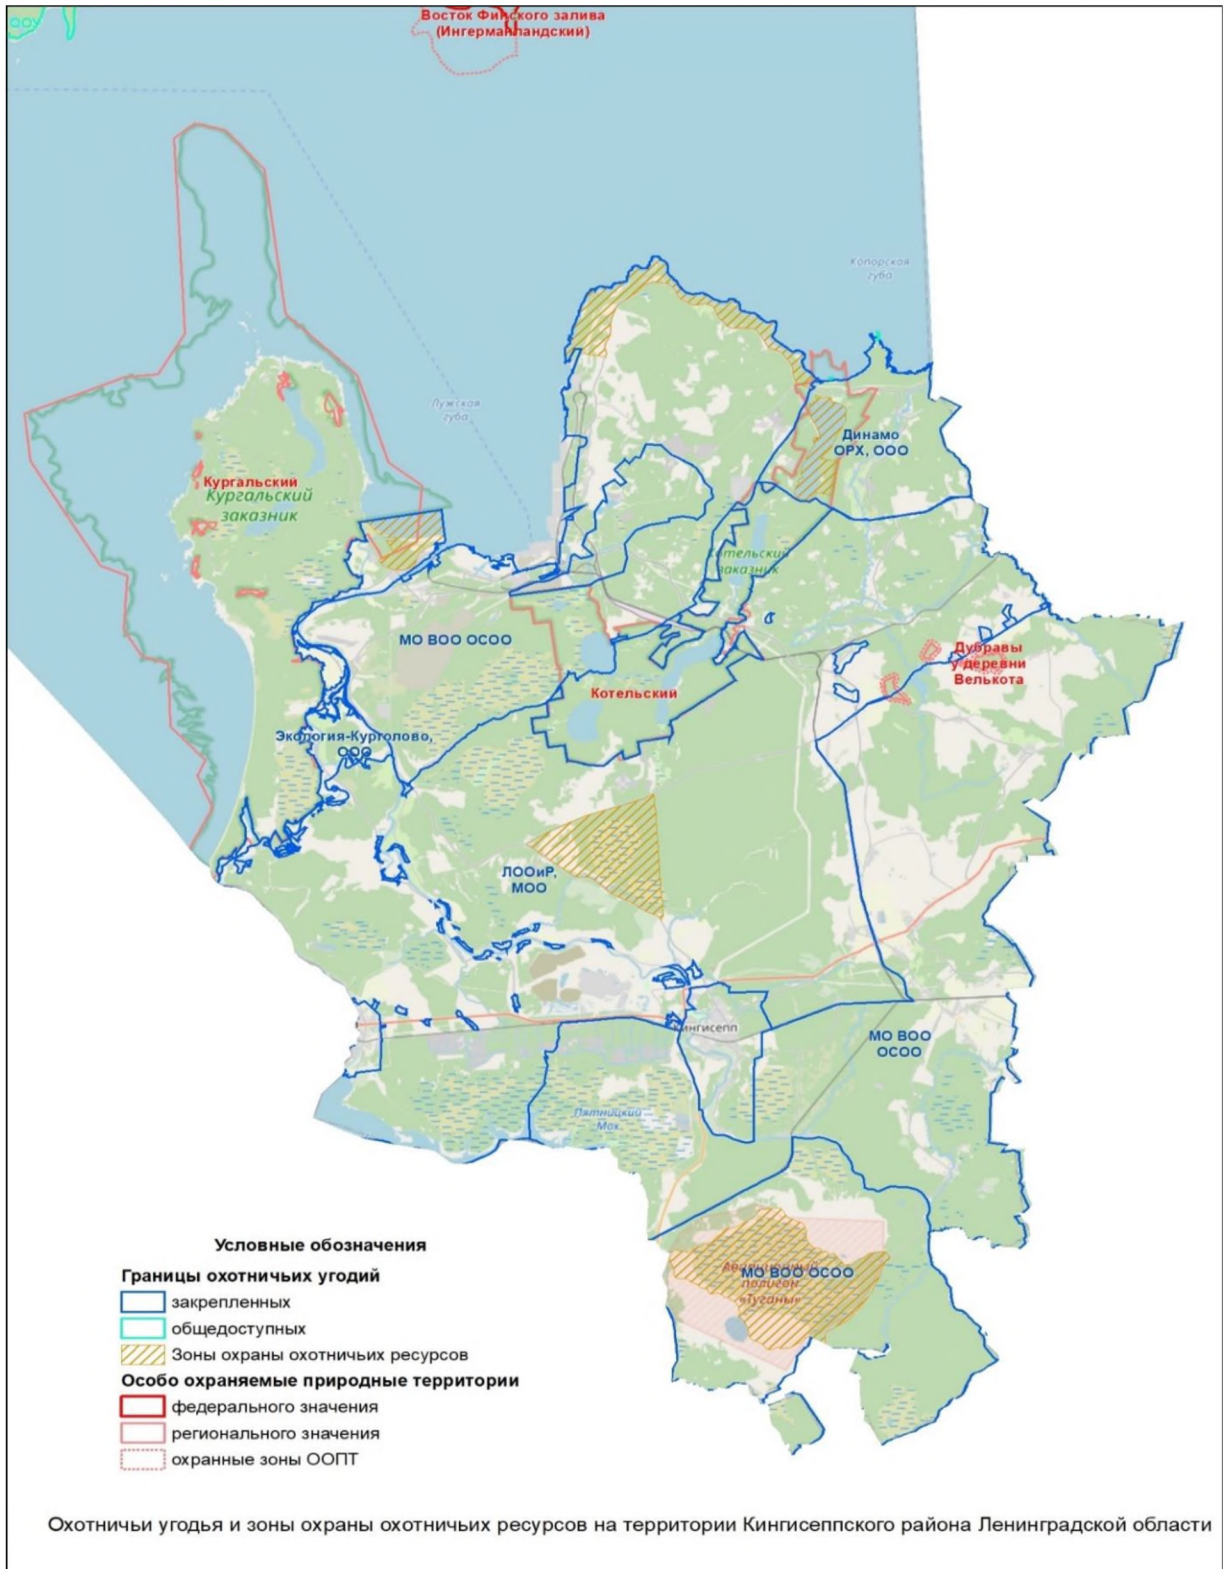 ООУ
Восток Финского залива
(Ингерманландский)
Копорская
губа
Лужская
губа
Динамо
ОРХ, ООО
Кургальский
Кургальский
заказник
Котельский
заказник
МО ВОО ОСОО
Дубравы
у деревни
Велькота
Котельский
Экология-Курголово,
ООО
ЛООиР,
МОО
Кингисепп
МО ВОО
ОСОО
Пятницкий
Мох
Авиационный
полигон
«Туганы»
МО ВОО ОСОО
Условные обозначения
Границы охотничьих угодий
закрепленных
общедоступных
Зоны охраны охотничьих ресурсов
Особо охраняемые природные территории
федерального значения
регионального значения
охранные зоны ООПТ
Охотничьи угодья и зоны охраны охотничьих ресурсов на территории Кингисеппского района Ленинградской области